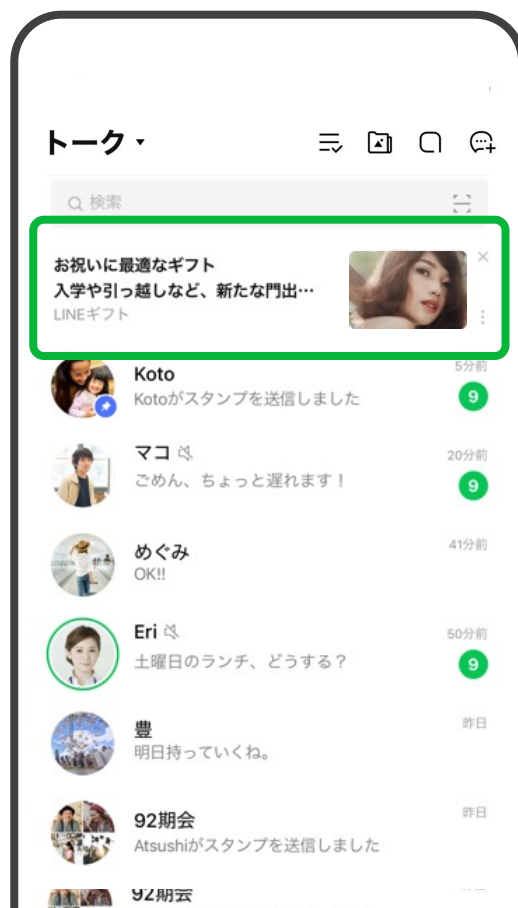 トーク
検索
お祝いに最適なギフト
入学や引っ越しなど、新たな門出…
LINEギフト
Koto
5分前
Kotoがスタンプを送信しました
9
マコ
20分前
ごめん、ちょっと遅れます！
9
めぐみ
41分前
OK!!
Eri
50分前
土曜日のランチ、どうする？
9
豊
昨日
明日持っていくね。
92期会
昨日
Atsushiがスタンプを送信しました
92期会